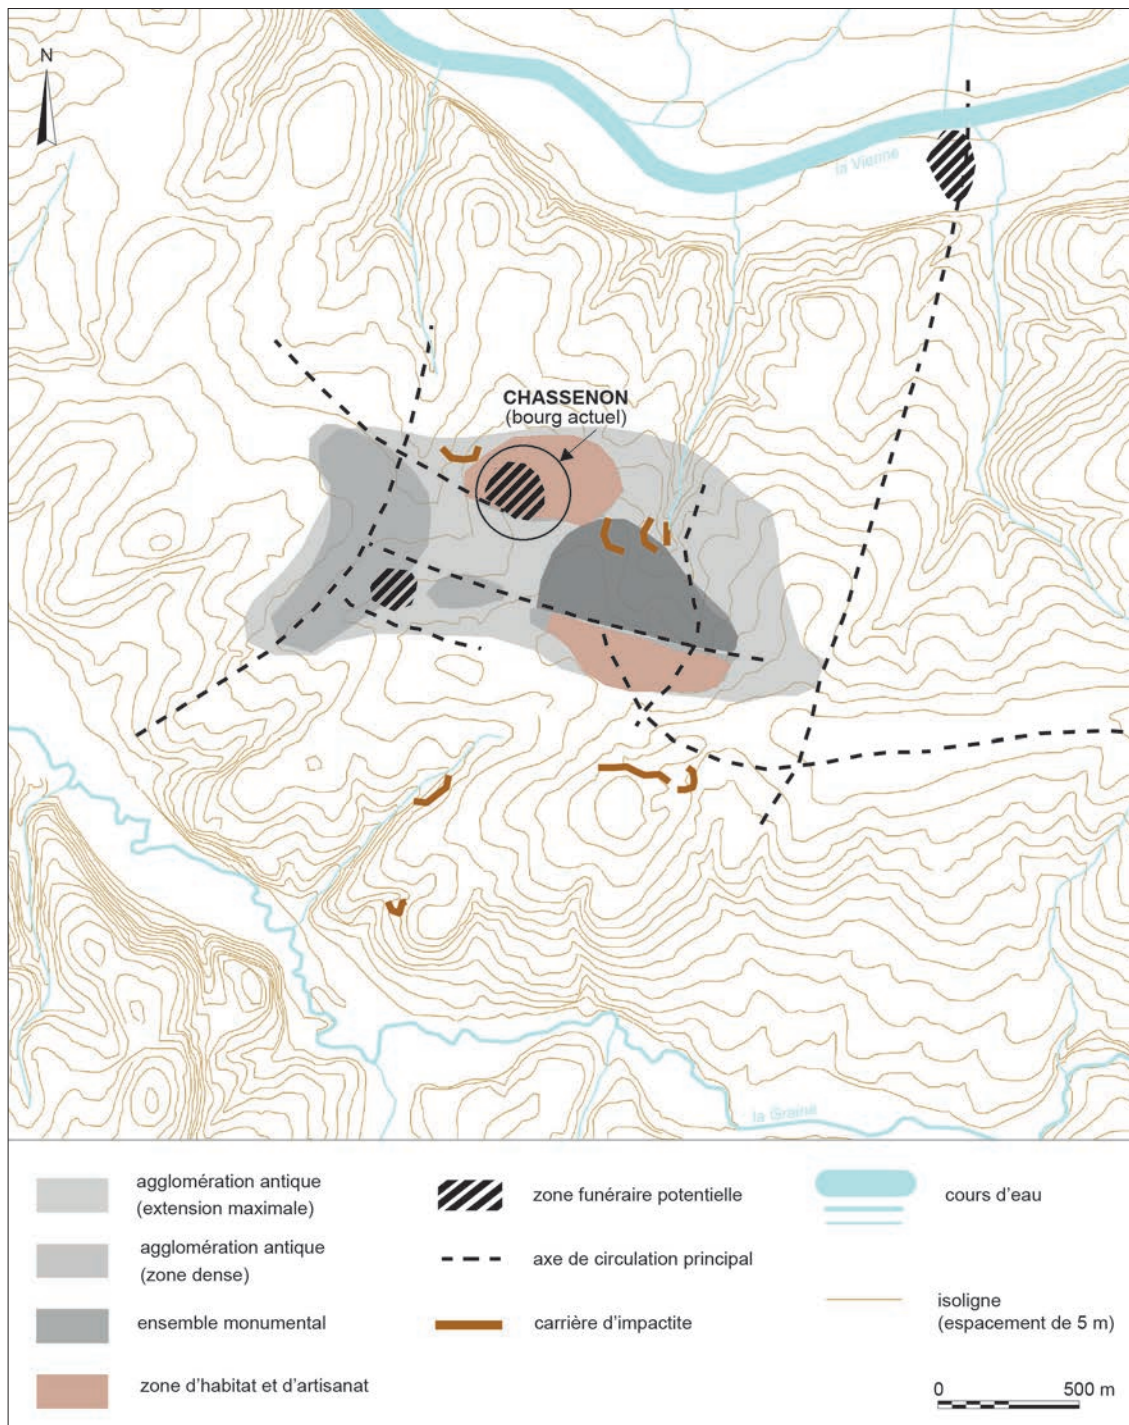 N
la Vienne
CHASSENON
(bourg actuel)
la Graine
agglomération antique
(extension maximale)
agglomération antique
(zone dense)
ensemble monumental
zone d'habitat et d'artisanat
zone funéraire potentielle
axe de circulation principal
carrière d'impactite
cours d'eau
isoligne
(espacement de 5 m)
0 500 m